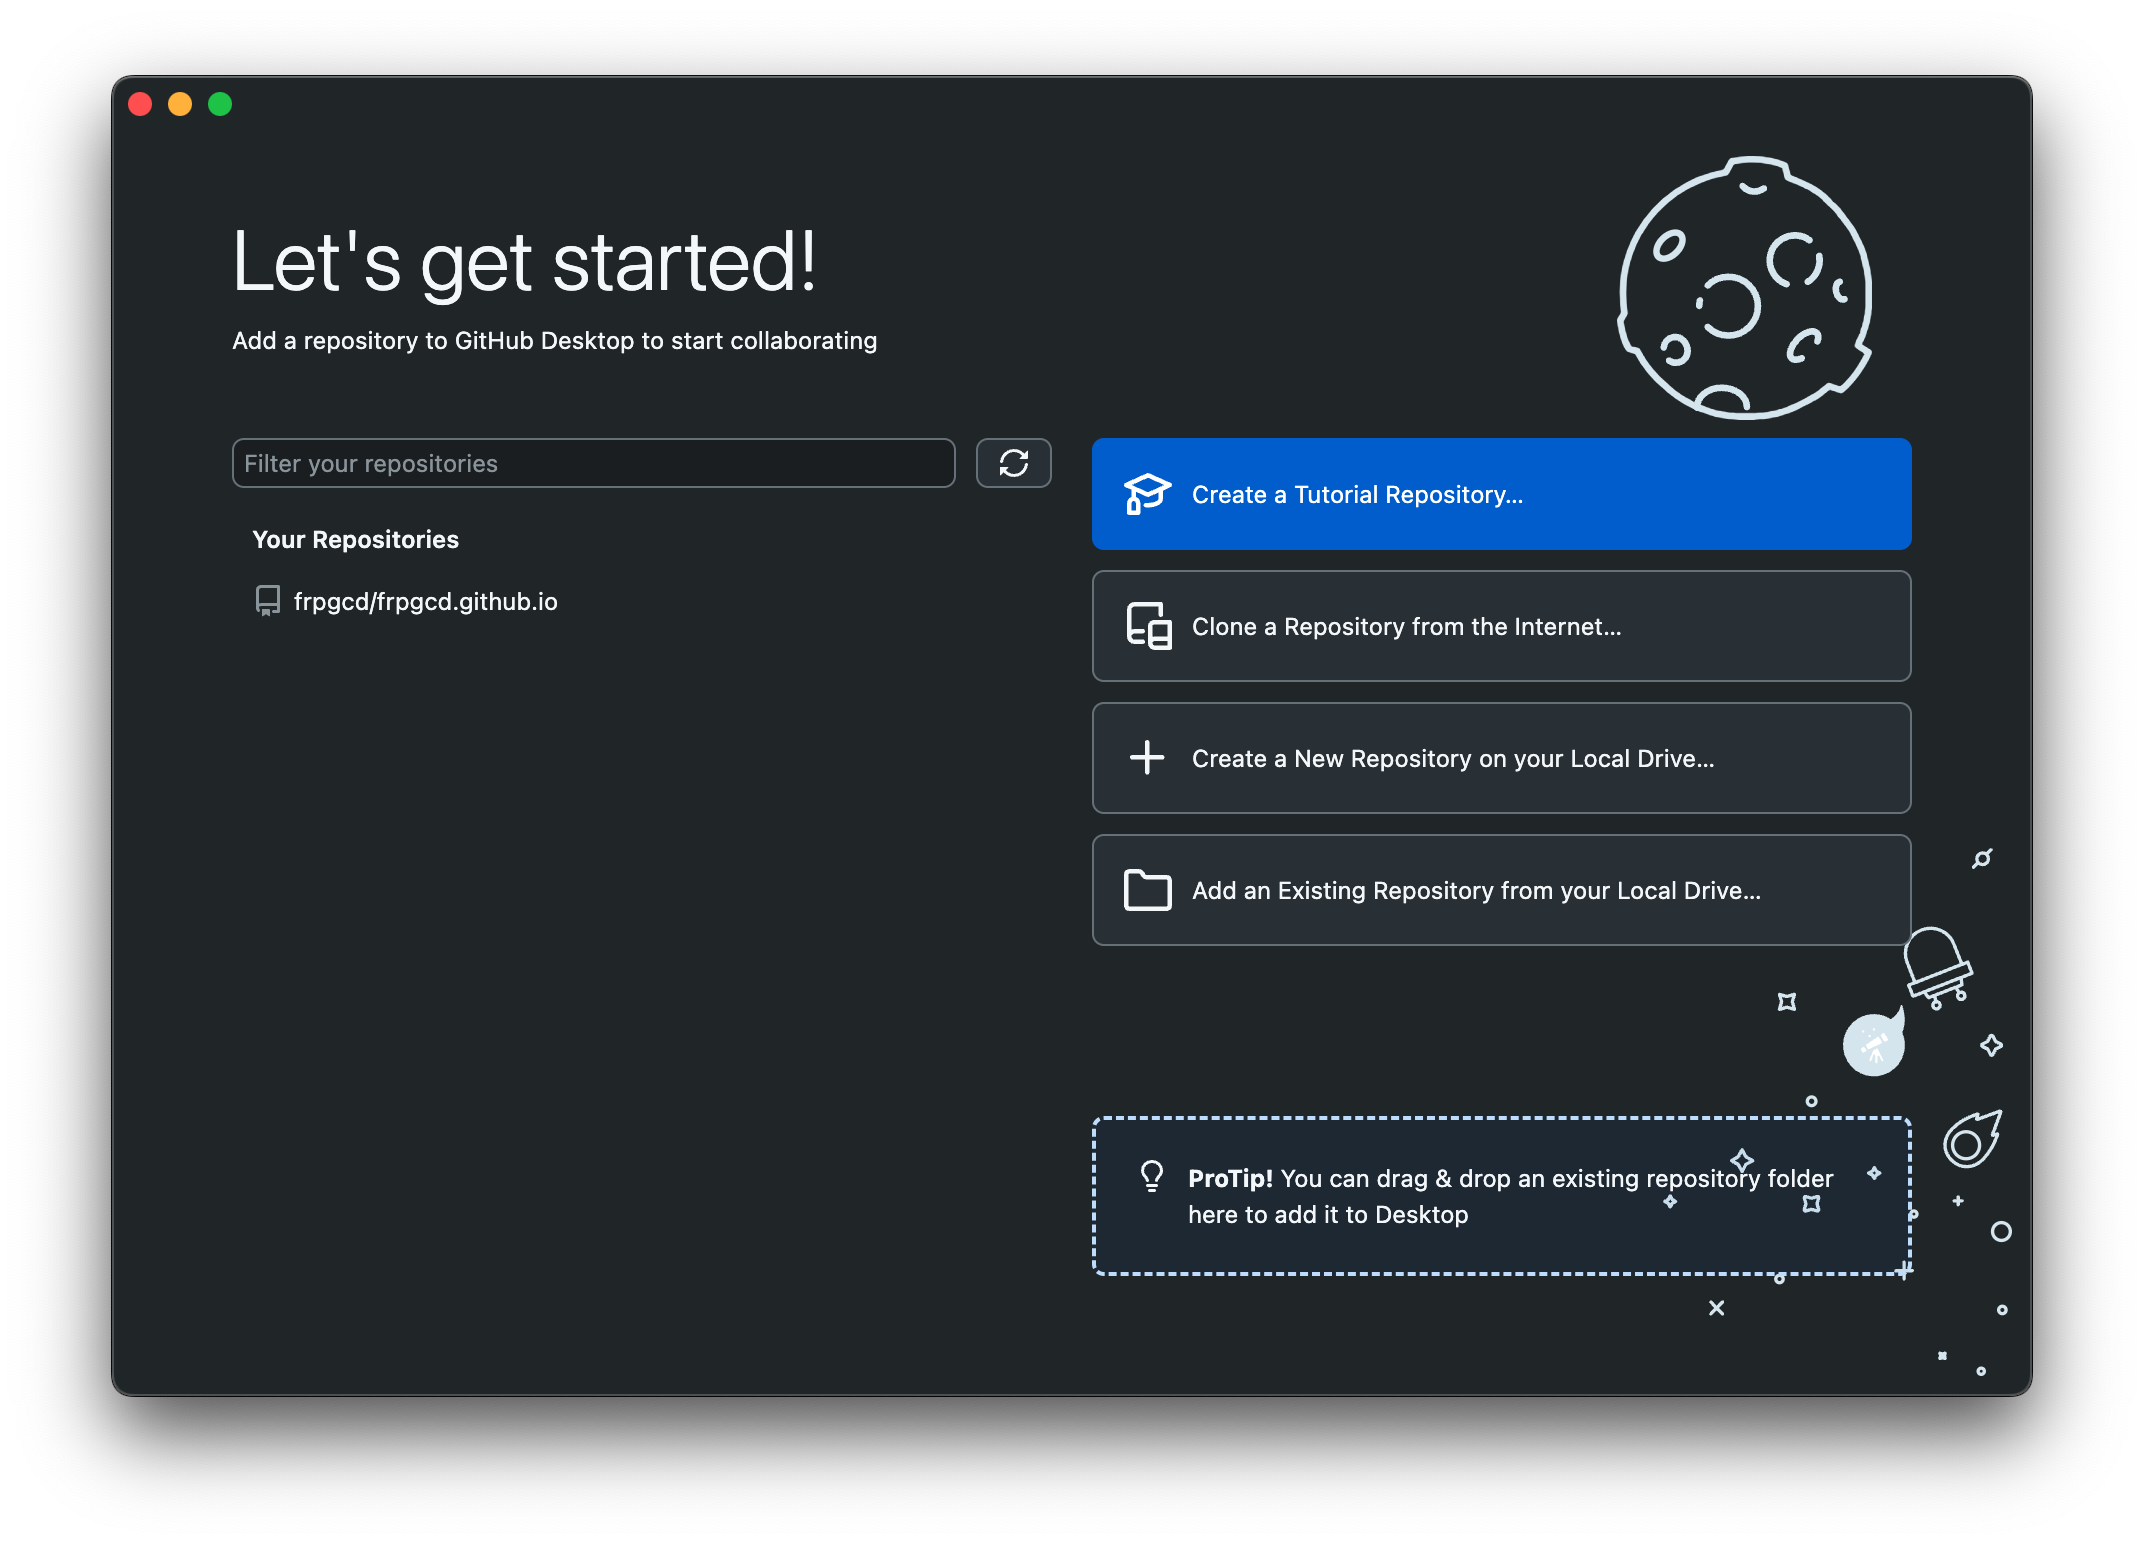 Let's get started!
Add a repository to GitHub Desktop to start collaborating
Filter your repositories
Your Repositories
frpgcd/frpgcd.github.io
Create a Tutorial Repository...
Clone a Repository from the Internet...
Create a New Repository on your Local Drive...
Add an Existing Repository from your Local Drive...
ProTip! You can drag & drop an existing repository folder
here to add it to Desktop